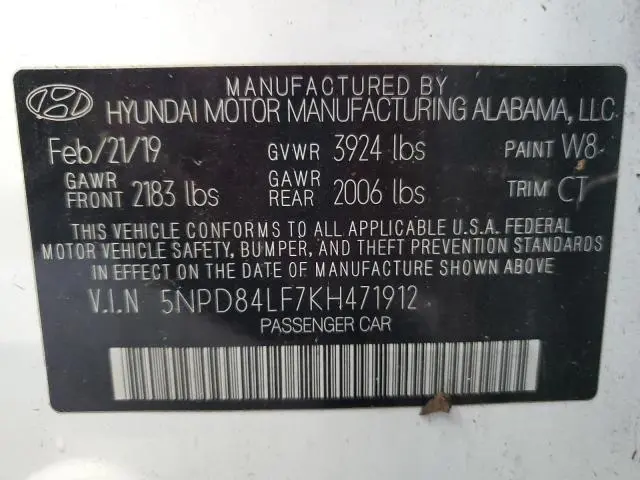 MANUFACTURED BY
HYUNDAI MOTOR MANUFACTURING ALABAMA, LLC
Feb/21/19 GVWR 3924 lbs PAINT W8
GAWR FRONT 2183 lbs GAWR REAR 2006 lbs TRIM CT
THIS VEHICLE CONFORMS TO ALL APPLICABLE U.S.A. FEDERAL
MOTOR VEHICLE SAFETY, BUMPER, AND THEFT PREVENTION STANDARDS
IN EFFECT ON THE DATE OF MANUFACTURE SHOWN ABOVE.
V.I.N 5NPD84LF7KH471912
PASSENGER CAR